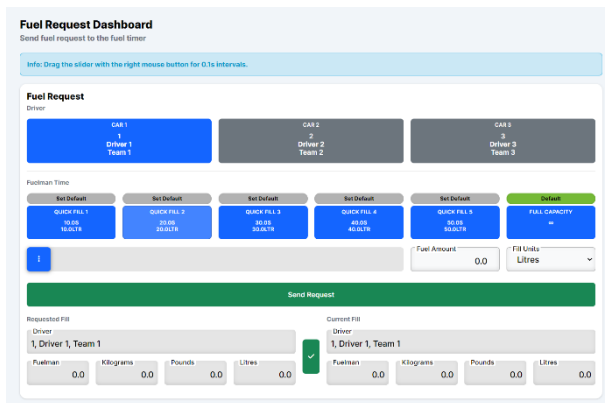 Fuel Request Dashboard
Send fuel request to the fuel timer
Info: Drag the slider with the right mouse button for 0.1s intervals.
Fuel Request
Driver
CAR 1 CAR 2 CAR 3
1 2 3
Driver 1 Driver 2 Driver 3
Team 1 Team 2 Team 3
Fuelman Time
Set Default Set Default Set Default Set Default Set Default Default
QUICK FILL 1 QUICK FILL 2 QUICK FILL 3 QUICK FILL 4 QUICK FILL 5 FULL CAPACITY
10.0S 20.0S 30.0S 40.0S 50.0S ∞
10.0LTR 20.0LTR 30.0LTR 40.0LTR 50.0LTR
Fuel Amount Fill Units
0.0 Litres
Send Request
Requested Fill Current Fill
Driver Driver
1, Driver 1, Team 1 1, Driver 1, Team 1
Fuelman Kilograms Pounds Litres Fuelman Kilograms Pounds Litres
0.0 0.0 0.0 0.0 0.0 0.0 0.0 0.0